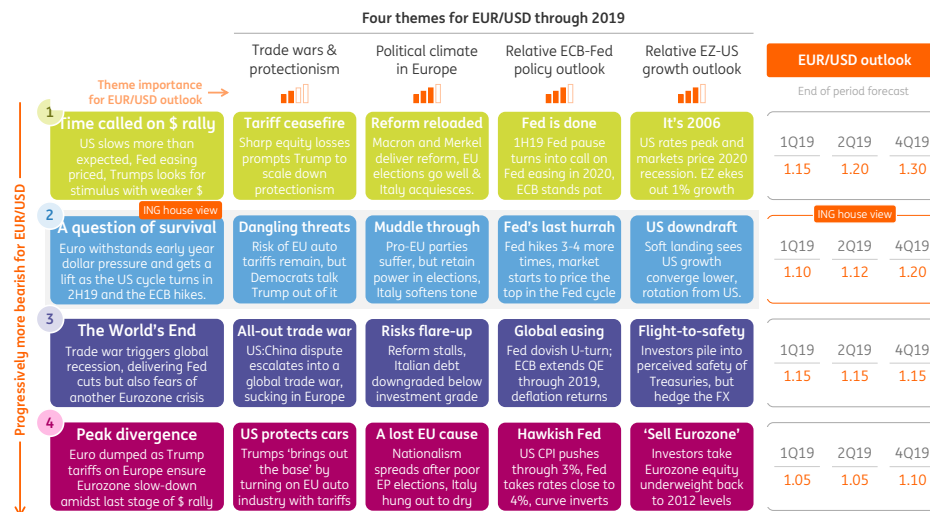 Four themes for EUR/USD through 2019
Theme importance
for EUR/USD outlook
Trade wars &
protectionism
Political climate
in Europe
Relative ECB-Fed
policy outlook
Relative EZ-US
growth outlook
EUR/USD outlook
End of period forecast
Progressively more bearish for EUR/USD
1
Time called on $ rally
US slows more than
expected, Fed easing
priced, Trumps looks for
stimulus with weaker $
Tariff ceasefire
Sharp equity losses
prompts Trump to
scale down
protectionism
Reform reloaded
Macron and Merkel
deliver reform, EU
elections go well &
Italy acquiesces.
Fed is done
1H19 Fed pause
turns into call on
Fed easing in 2020,
ECB stands pat
It's 2006
US rates peak and
markets price 2020
recession. EZ ekes
out 1% growth
1Q19 2Q19 4Q19
1.15 1.20 1.30
2
ING house view
A question of survival
Euro withstands early year
dollar pressure and gets a
lift as the US cycle turns in
2H19 and the ECB hikes.
Dangling threats
Risk of EU auto
tariffs remain, but
Democrats talk
Trump out of it
Muddle through
Pro-EU parties
suffer, but retain
power in elections,
Italy softens tone
Fed's last hurrah
Fed hikes 3-4 more
times, market
starts to price the
top in the Fed cycle
US downdraft
Soft landing sees
US growth
converge lower,
rotation from US.
ING house view
1Q19 2Q19 4Q19
1.10 1.12 1.20
3
The World's End
Trade war triggers global
recession, delivering Fed
cuts but also fears of
another Eurozone crisis
All-out trade war
US:China dispute
escalates into a
global trade war,
sucking in Europe
Risks flare-up
Reform stalls,
Italian debt
downgraded below
investment grade
Global easing
Fed dovish U-turn;
ECB extends QE
through 2019,
deflation returns
Flight-to-safety
Investors pile into
perceived safety of
Treasuries, but
hedge the FX
1Q19 2Q19 4Q19
1.15 1.15 1.15
4
Peak divergence
Euro dumped as Trump
tariffs on Europe ensure
Eurozone slow-down
amidst last stage of $ rally
US protects cars
Trumps 'brings out
the base' by
turning on EU auto
industry with tariffs
A lost EU cause
Nationalism
spreads after poor
EP elections, Italy
hung out to dry
Hawkish Fed
US CPI pushes
through 3%, Fed
takes rates close to
4%, curve inverts
'Sell Eurozone'
Investors take
Eurozone equity
underweight back
to 2012 levels
1Q19 2Q19 4Q19
1.05 1.05 1.10